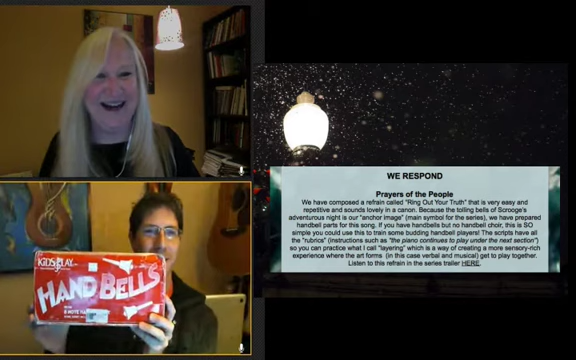 WE RESPOND
Prayers of the People
We have composed a refrain called "Ring Out Your Truth" that is very easy and
repetitive and sounds lovely in a canon. Because the tolling bells of Scrooge's
adventurous night is our "anchor image" (main symbol for the series), we have prepared
handbell parts for this song. If you have handbells but no handbell choir, this is SO
simple you could use this to train some budding handbell players! The scripts have all
the "rubrics" (instructions such as "the piano continues to play under the next section")
so you can practice what I call "layering" which is a way of creating a more sensory-rich
experience where the art forms (in this case verbal and musical) get to play together.
Listen to this refrain in the series trailer HERE.
KIDSPLAY
HAND BELLS
8 NOTE